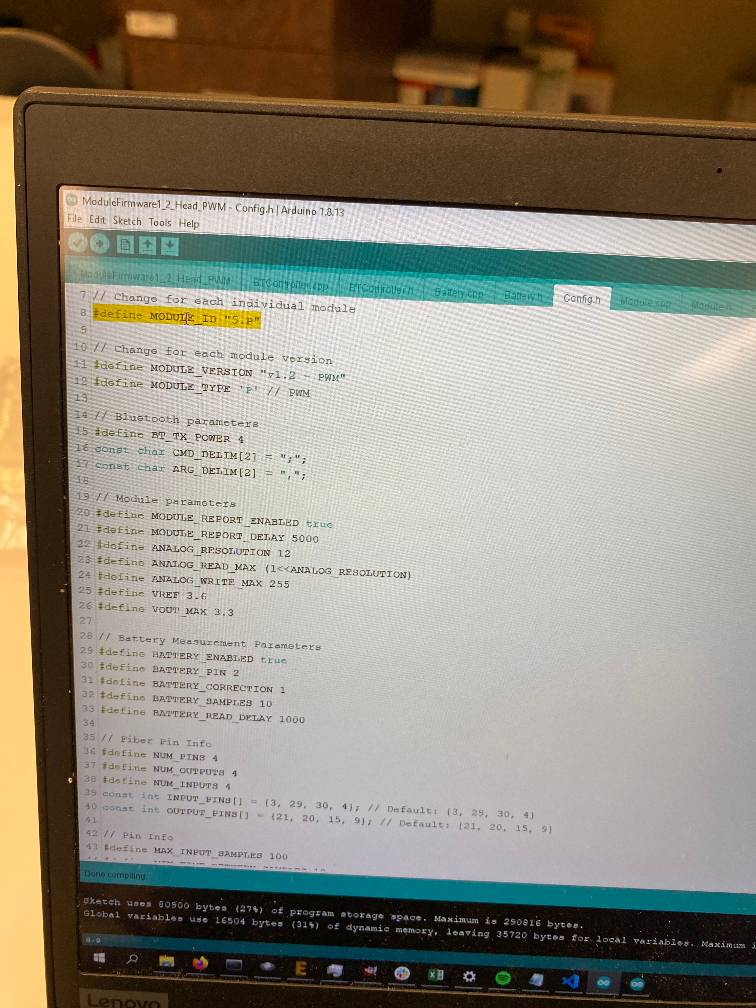 ModuleFirmware1_2_Head_PWM - Config.h | Arduino 1.8.13
File Edit Sketch Tools Help
ModuleFirmware1_2_Head_PWM BTController.cpp BTController.h Battery.cpp Battery.h Config.h Module.cpp
7 // Change for each individual module
8 #define MODULE_ID "5.P"
9
10 // Change for each module version
11 #define MODULE_VERSION "v1.2 - PWM"
12 #define MODULE_TYPE 'P' // PWM
13
14 // Bluetooth parameters
15 #define BT_TX_POWER 4
16 const char CMD_DELIM[2] = ";";
17 const char ARG_DELIM[2] = ",";
18
19 // Module parameters
20 #define MODULE_REPORT_ENABLED true
21 #define MODULE_REPORT_DELAY 5000
22 #define ANALOG_RESOLUTION 12
23 #define ANALOG_READ_MAX (1<<ANALOG_RESOLUTION)
24 #define ANALOG_WRITE_MAX 255
25 #define VREF 3.6
26 #define VOUT_MAX 3.3
27
28 // Battery Measurement Parameters
29 #define BATTERY_ENABLED true
30 #define BATTERY_PIN 2
31 #define BATTERY_CORRECTION 1
32 #define BATTERY_SAMPLES 10
33 #define BATTERY_READ_DELAY 1000
34
35 // Fiber Pin Info
36 #define NUM_PINS 4
37 #define NUM_OUTPUTS 4
38 #define NUM_INPUTS 4
39 const int INPUT_PINS[] = {3, 29, 30, 4}; // Default: {3, 29, 30, 4}
40 const int OUTPUT_PINS[] = {21, 20, 15, 9}; // Default: {21, 20, 15, 9}
41
42 // Pin Info
43 #define MAX_INPUT_SAMPLES 100
Done compiling.
Sketch uses 80900 bytes (27%) of program storage space. Maximum is 290816 bytes.
Global variables use 16504 bytes (31%) of dynamic memory, leaving 35720 bytes for local variables. Maximum
Lenovo